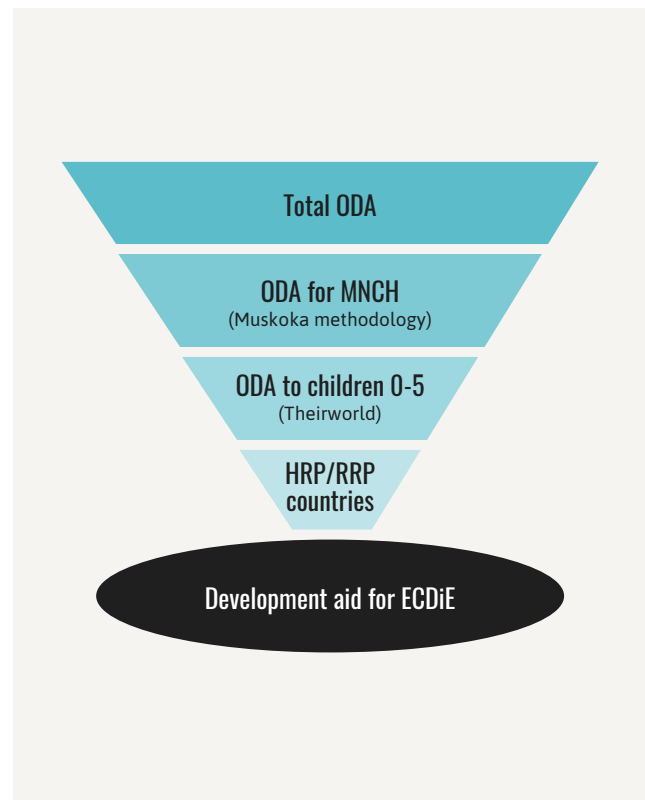 Total ODA
ODA for MNCH
(Muskoka methodology)
ODA to children 0-5
(Theirworld)
HRP/RRP
countries
Development aid for ECDiE